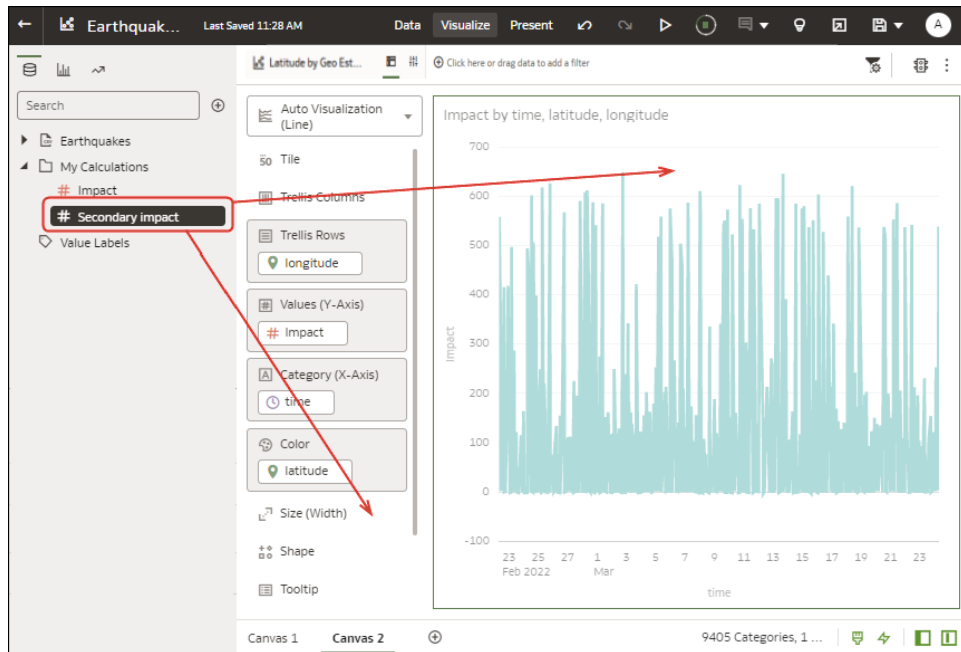 Earthquak...
Last Saved 11:28 AM
Data
Visualize
Present
A
Search
Earthquakes
My Calculations
# Impact
# Secondary impact
Value Labels
Latitude by Geo Est...
Click here or drag data to add a filter
Auto Visualization
(Line)
50 Tile
Trellis Columns
Trellis Rows
longitude
# Values (Y-Axis)
# Impact
A Category (X-Axis)
time
Color
latitude
Size (Width)
Shape
Tooltip
Impact by time, latitude, longitude
700
600
500
400
300
200
100
0
-100
Impact
23 25 27 1 3 5 7 9 11 13 15 17 19 21 23
Feb 2022 Mar
time
Canvas 1
Canvas 2
9405 Categories, 1 ...